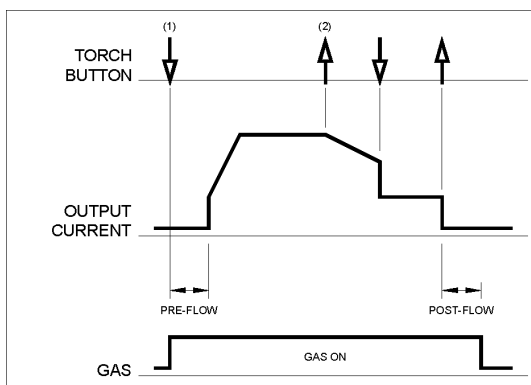 (1) (2)
TORCH
BUTTON
OUTPUT
CURRENT
PRE-FLOW POST-FLOW
GAS ON
GAS